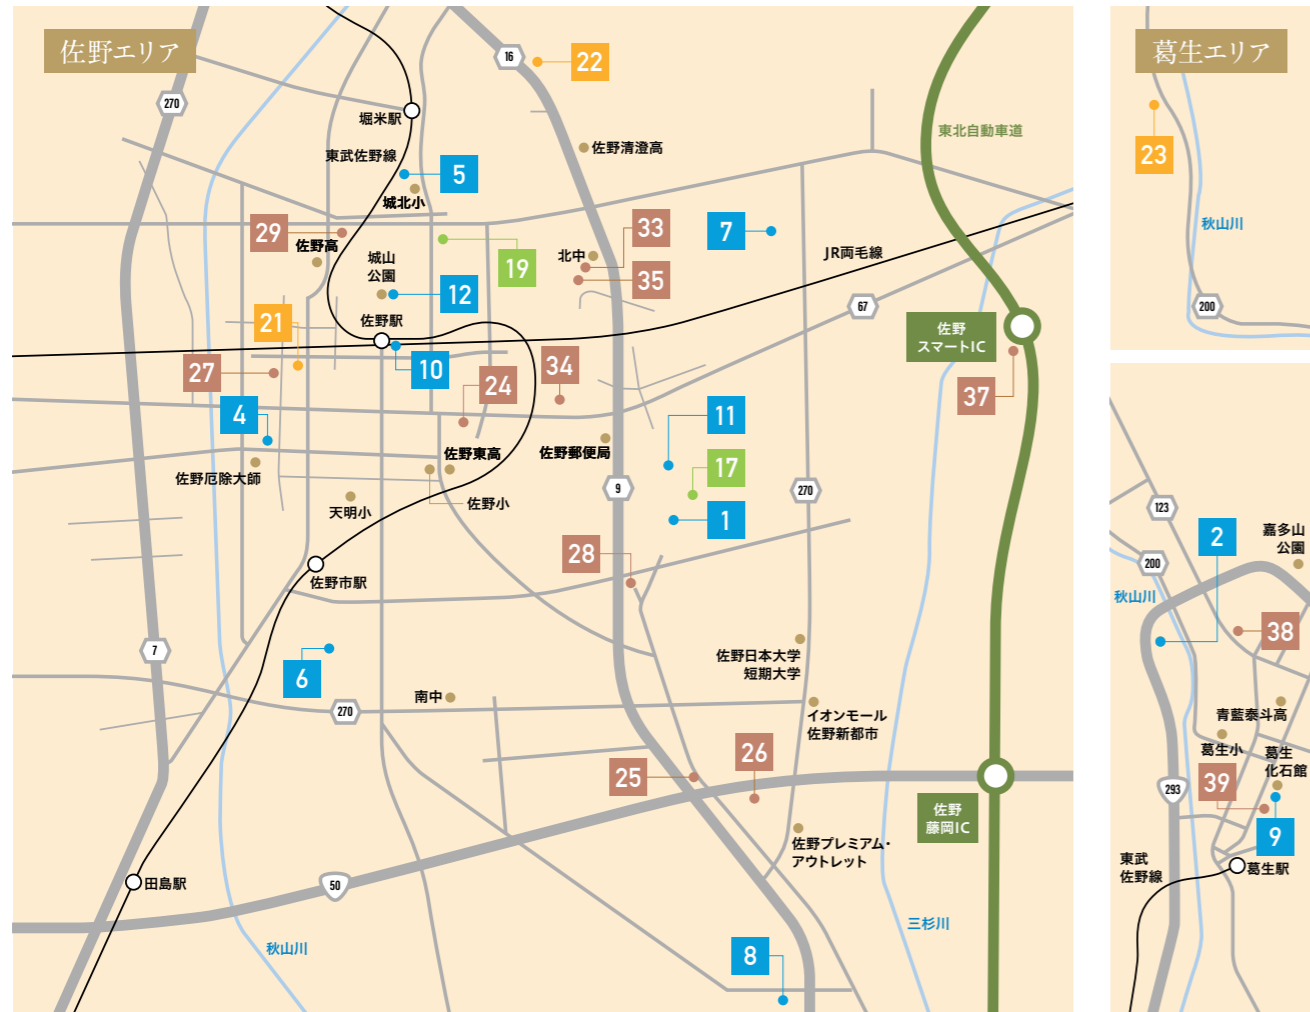 佐野エリア
16
22
270
堀米駅
佐野清澄高
東北自動車道
東武佐野線
5
城北小
29
佐野高
19
33
北中
35
7
JR両毛線
城山
公園
12
佐野駅
21
67
佐野
スマートIC
27
10
24
34
37
4
11
佐野東高
佐野郵便局
17
佐野厄除大師
9
270
天明小
佐野小
1
28
佐野市駅
7
6
佐野日本大学
短期大学
南中
270
イオンモール
佐野新都市
25
26
佐野
藤岡IC
佐野プレミアム・
アウトレット
田島駅
50
秋山川
三杉川
8
葛生エリア
23
秋山川
200
123
2
嘉多山
公園
200
秋山川
38
青藍泰斗高
葛生小
葛生
化石館
39
293
9
東武
佐野線
葛生駅